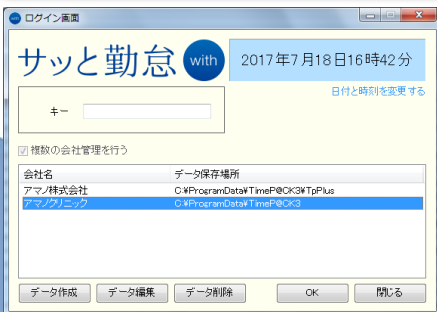 ログイン画面
サッと勤怠 with
2017年7月18日16時42分
日付と時刻を変更する
キー
複数の会社管理を行う
会社名 データ保存場所
アマノ株式会社 C:¥ProgramData¥TimeP@CK3¥TpPlus
アマノクリニック C:¥ProgramData¥TimeP@CK3
データ作成 データ編集 データ削除 OK 閉じる